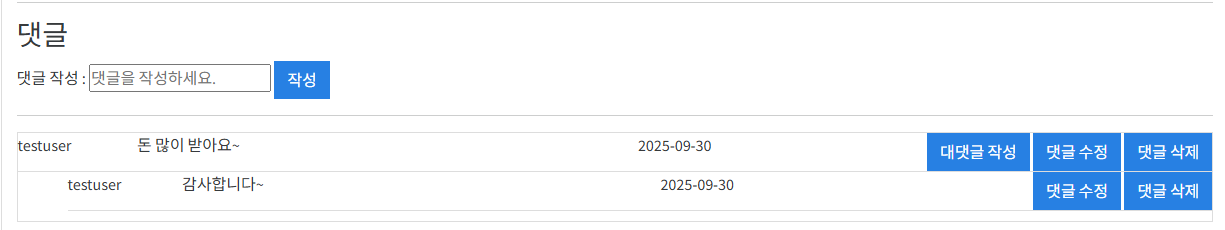 댓글
댓글 작성 : 댓글을 작성하세요. 작성
testuser 돈 많이 받아요~ 2025-09-30 대댓글 작성 댓글 수정 댓글 삭제
testuser 감사합니다~ 2025-09-30 댓글 수정 댓글 삭제